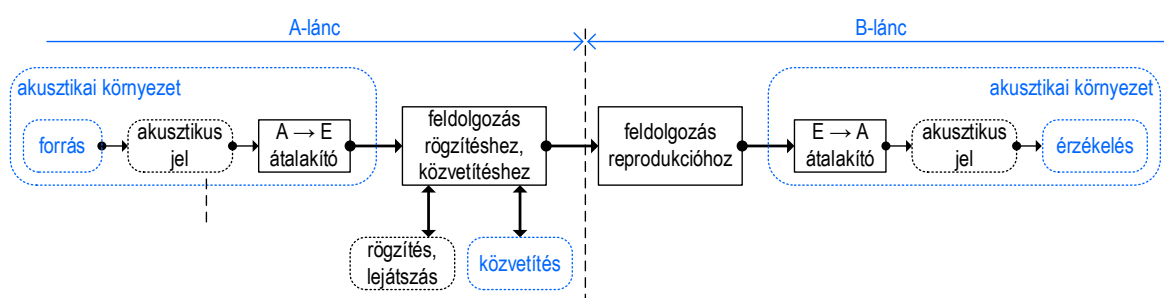 A-lánc
B-lánc
akusztikai környezet
forrás
akusztikus
jel
A → E
átalakító
feldolgozás
rögzítéshez,
közvetítéshez
rögzítés,
lejátszás
közvetítés
feldolgozás
reprodukcióhoz
akusztikai környezet
E → A
átalakító
akusztikus
jel
érzékelés